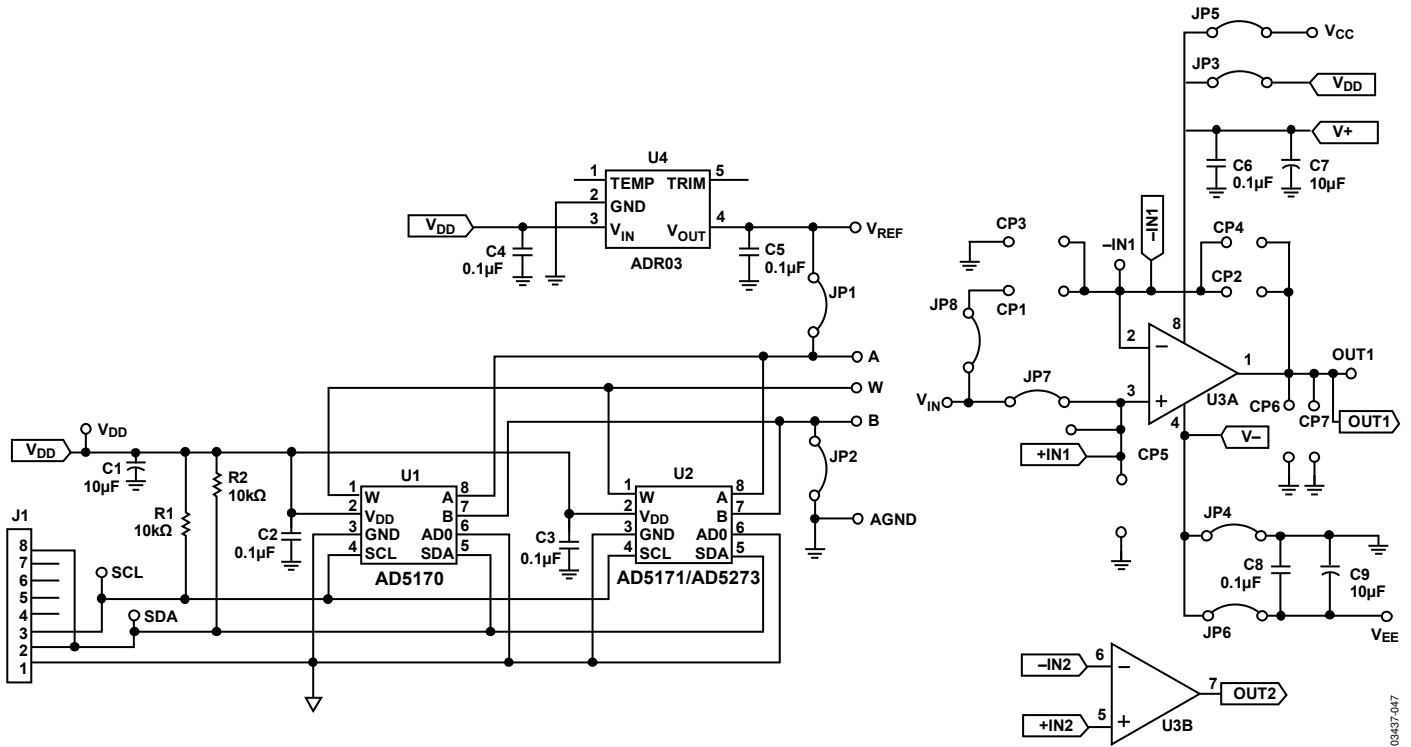 JP5
VCC
JP3
VDD
V+
C6
0.1µF
C7
10µF
U4
1 TEMP TRIM 5
2 GND
3 VIN VOUT 4
ADR03
VDD
C4
0.1µF
C5
0.1µF
VREF
JP1
A
W
B
JP2
AGND
VDD
VDD
C1
10µF
R1
10kΩ
R2
10kΩ
C2
0.1µF
U1
1 W A 8
2 VDD B 7
3 GND AD0 6
4 SCL SDA 5
AD5170
C3
0.1µF
U2
1 W A 8
2 VDD B 7
3 GND AD0 6
4 SCL SDA 5
AD5171/AD5273
J1
8
7
6
5
4
3
2
1
SCL
SDA
CP3
–IN1
–IN1
CP4
CP2
JP8
CP1
8
2
–
1
OUT1
VIN
JP7
3
+
U3A
4
CP6
CP7
OUT1
V–
+IN1
CP5
JP4
C8
0.1µF
C9
10µF
JP6
VEE
–IN2
6
–
7
OUT2
+IN2
5
+
U3B
03437-047